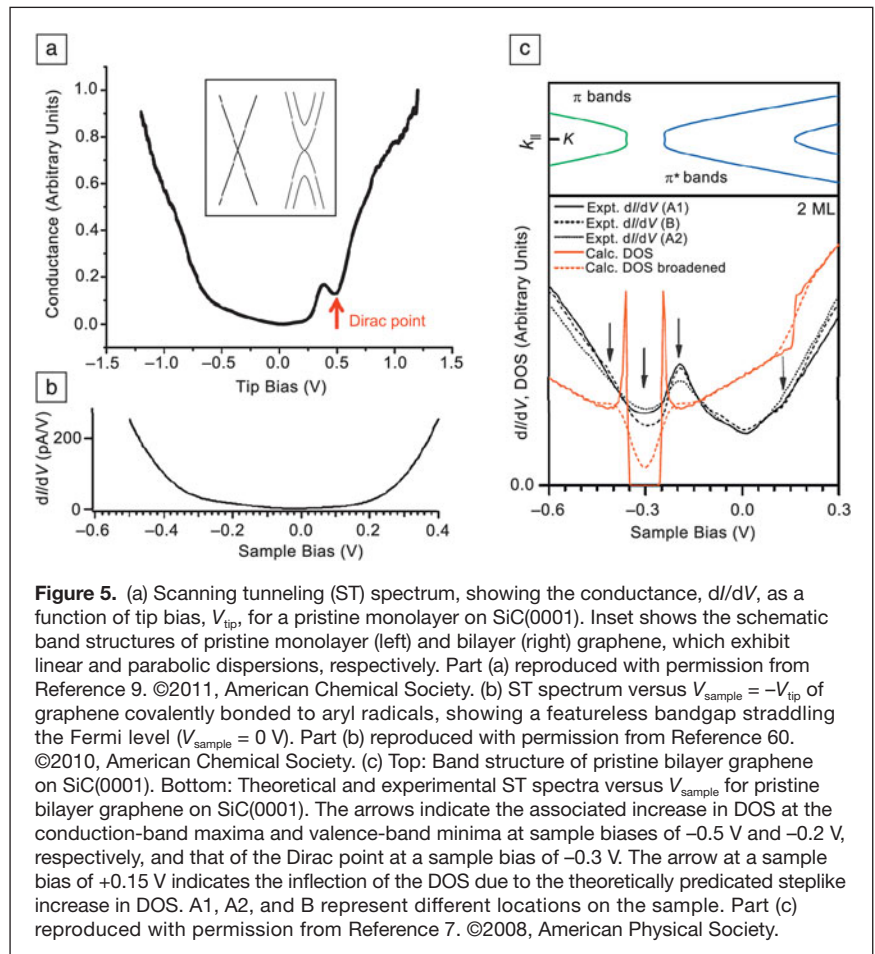 a
Conductance (Arbitrary Units)
1.0
0.8
0.6
0.4
0.2
0.0
Dirac point
−1.5 −1.0 −0.5 0.0 0.5 1.0 1.5
Tip Bias (V)
b
dI/dV (pA/V)
200
0
−0.6 −0.4 −0.2 0.0 0.2 0.4
Sample Bias (V)
c
π bands
k||
K
π* bands
Expt. dI/dV (A1)
2 ML
Expt. dI/dV (B)
Expt. dI/dV (A2)
Calc. DOS
Calc. DOS broadened
dI/dV, DOS (Arbitrary Units)
0.0
−0.6 −0.3 0.0 0.3
Sample Bias (V)
Figure 5. (a) Scanning tunneling (ST) spectrum, showing the conductance, dI/dV, as a
function of tip bias, Vtip, for a pristine monolayer on SiC(0001). Inset shows the schematic
band structures of pristine monolayer (left) and bilayer (right) graphene, which exhibit
linear and parabolic dispersions, respectively. Part (a) reproduced with permission from
Reference 9. ©2011, American Chemical Society. (b) ST spectrum versus Vsample = –Vtip of
graphene covalently bonded to aryl radicals, showing a featureless bandgap straddling
the Fermi level (Vsample = 0 V). Part (b) reproduced with permission from Reference 60.
©2010, American Chemical Society. (c) Top: Band structure of pristine bilayer graphene
on SiC(0001). Bottom: Theoretical and experimental ST spectra versus Vsample for pristine
bilayer graphene on SiC(0001). The arrows indicate the associated increase in DOS at the
conduction-band maxima and valence-band minima at sample biases of –0.5 V and –0.2 V,
respectively, and that of the Dirac point at a sample bias of –0.3 V. The arrow at a sample
bias of +0.15 V indicates the inflection of the DOS due to the theoretically predicated steplike
increase in DOS. A1, A2, and B represent different locations on the sample. Part (c)
reproduced with permission from Reference 7. ©2008, American Physical Society.